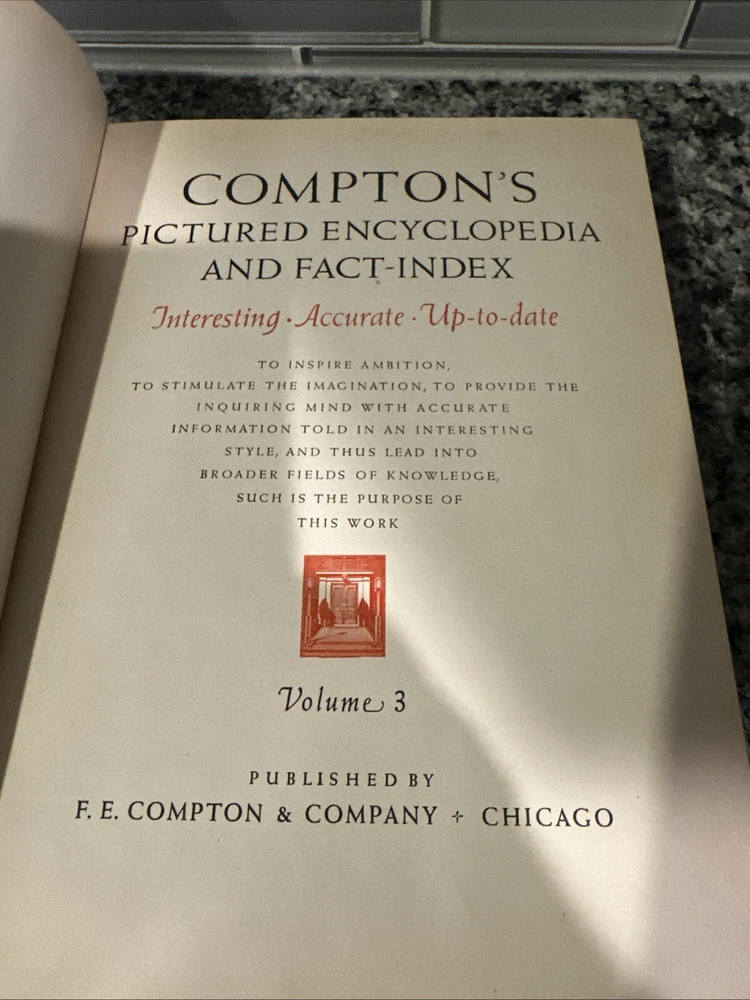 COMPTON'S
PICTURED ENCYCLOPEDIA
AND FACT-INDEX
Interesting · Accurate · Up-to-date
TO INSPIRE AMBITION,
TO STIMULATE THE IMAGINATION, TO PROVIDE THE
INQUIRING MIND WITH ACCURATE
INFORMATION TOLD IN AN INTERESTING
STYLE, AND THUS LEAD INTO
BROADER FIELDS OF KNOWLEDGE,
SUCH IS THE PURPOSE OF
THIS WORK
Volume 3
PUBLISHED BY
F. E. COMPTON & COMPANY + CHICAGO